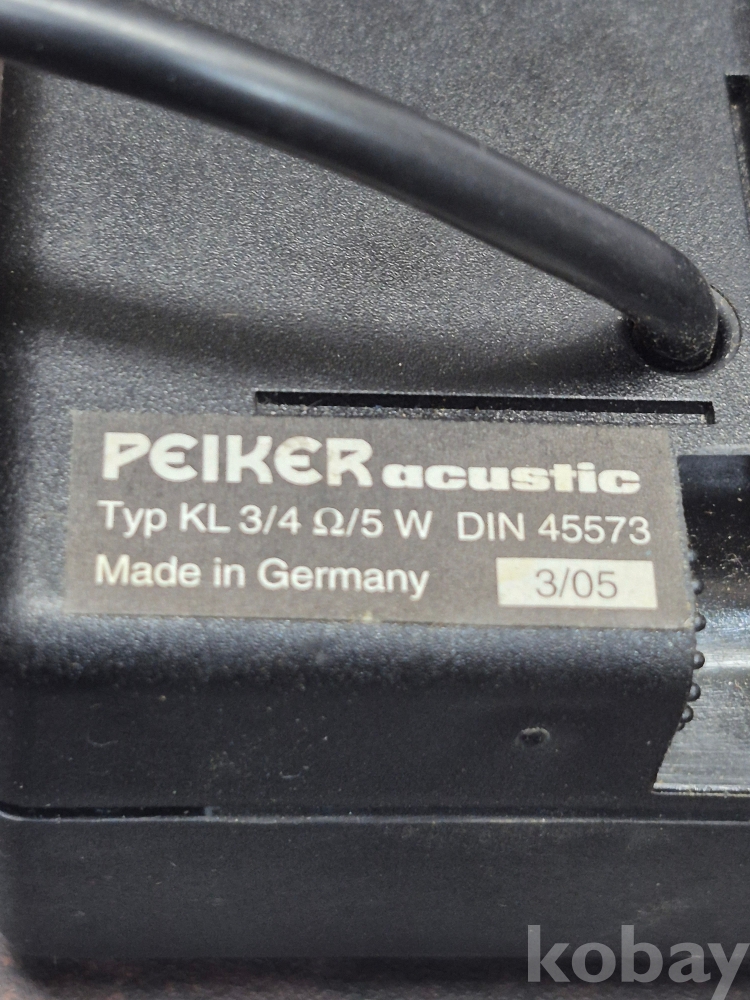 PEIKER acustic
Typ KL 3/4 Ω/5 W DIN 45573
Made in Germany 3/05
kobay